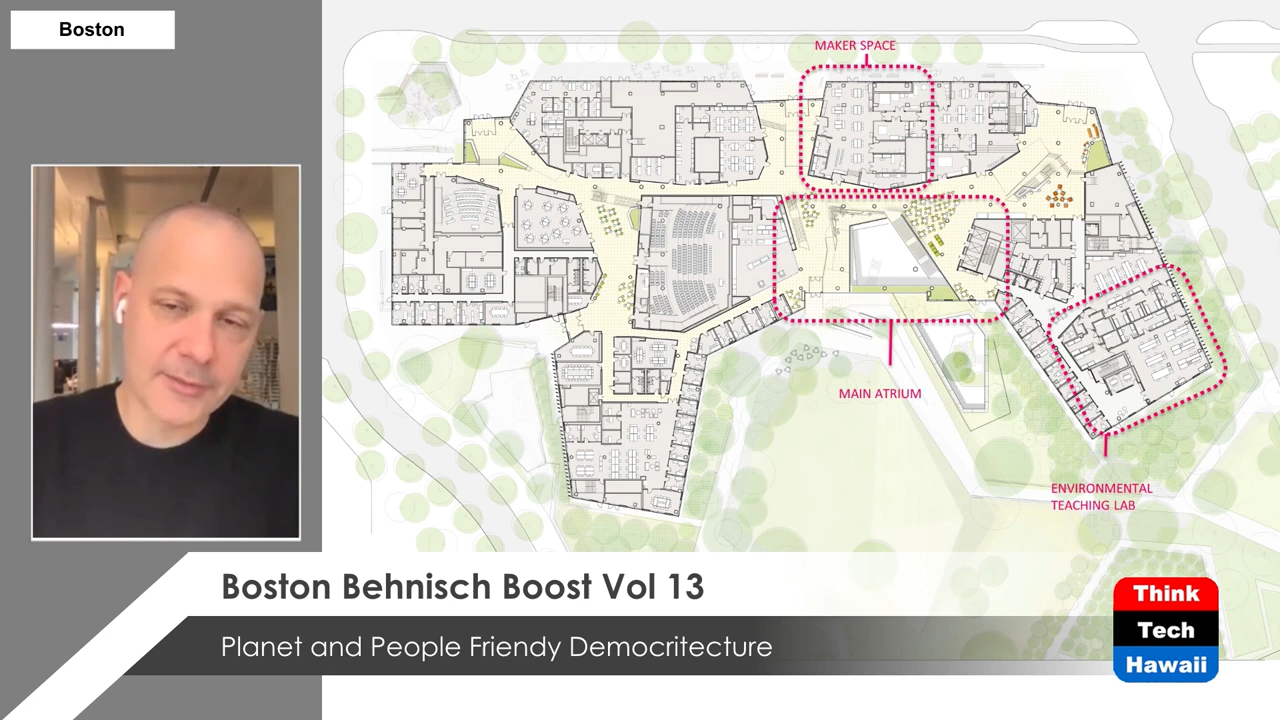 Boston
MAKER SPACE
MAIN ATRIUM
ENVIRONMENTAL
TEACHING LAB
Boston Behnisch Boost Vol 13
Planet and People Friendy Democritecture
Think
Tech
Hawaii